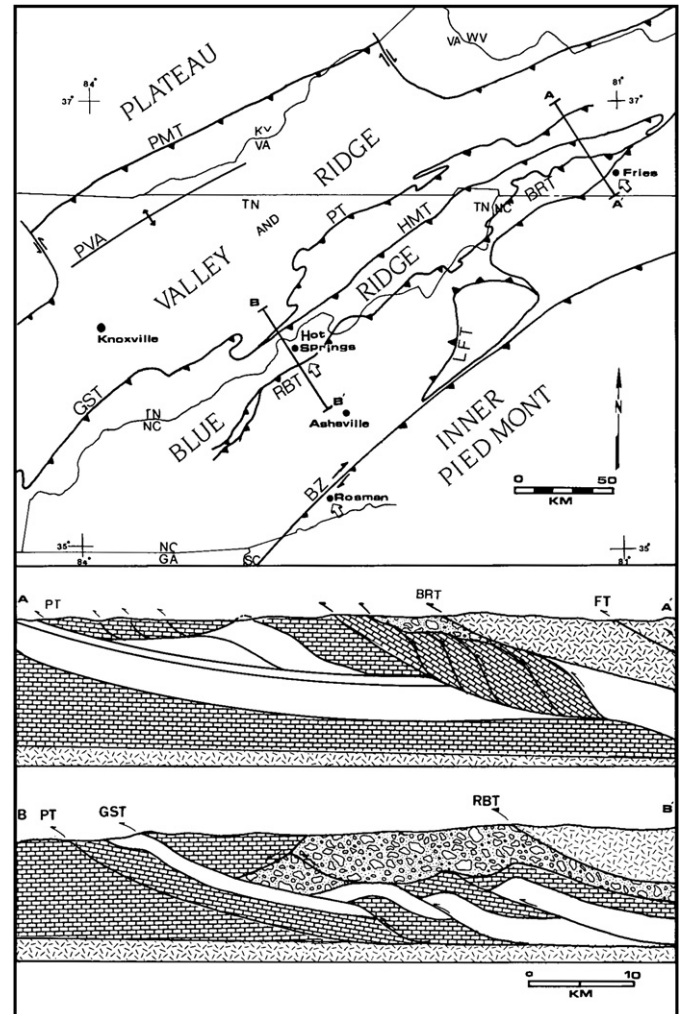 VA WV
84°
37°
81°
37°
PLATEAU
PMT
KV
VA
RIDGE
A
Fries
A'
TN
TN NC
BRT
AND
PT
HMT
PVA
VALLEY
RIDGE
B
Knoxville
Hot
Springs
LFT
RBT
GST
B'
Asheville
TN
NC
BLUE
INNER
PIED MONT
N
0 50
KM
BZ
Rosman
35°
84°
NC
GA
SC
35°
81°
A
PT
BRT
FT
A'
B
PT
GST
RBT
B'
0 10
KM